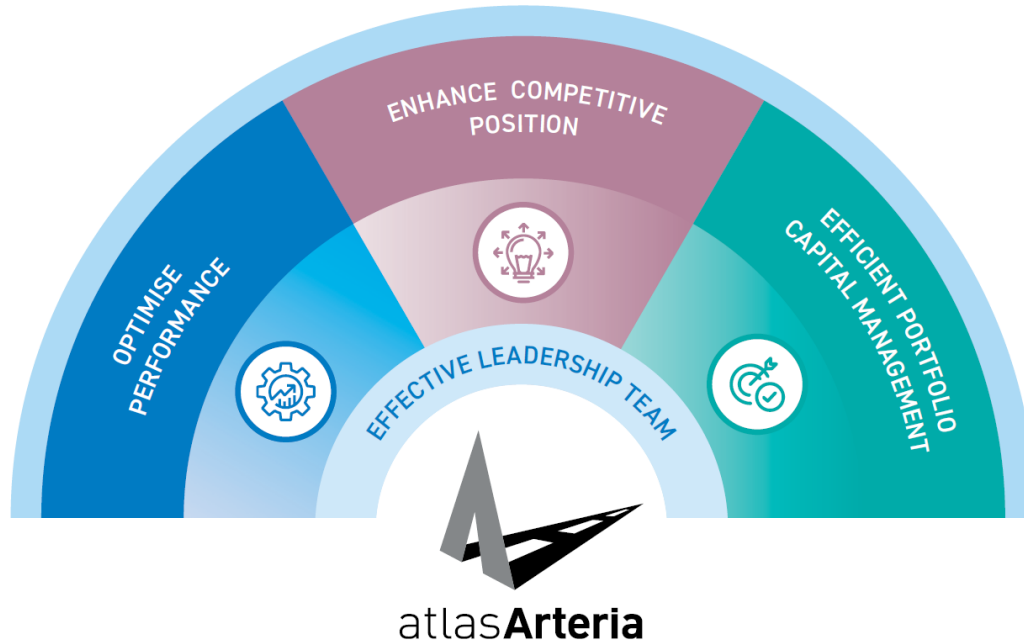 OPTIMISE
PERFORMANCE
ENHANCE COMPETITIVE
POSITION
EFFICIENT PORTFOLIO
CAPITAL MANAGEMENT
EFFECTIVE LEADERSHIP TEAM
atlasArteria